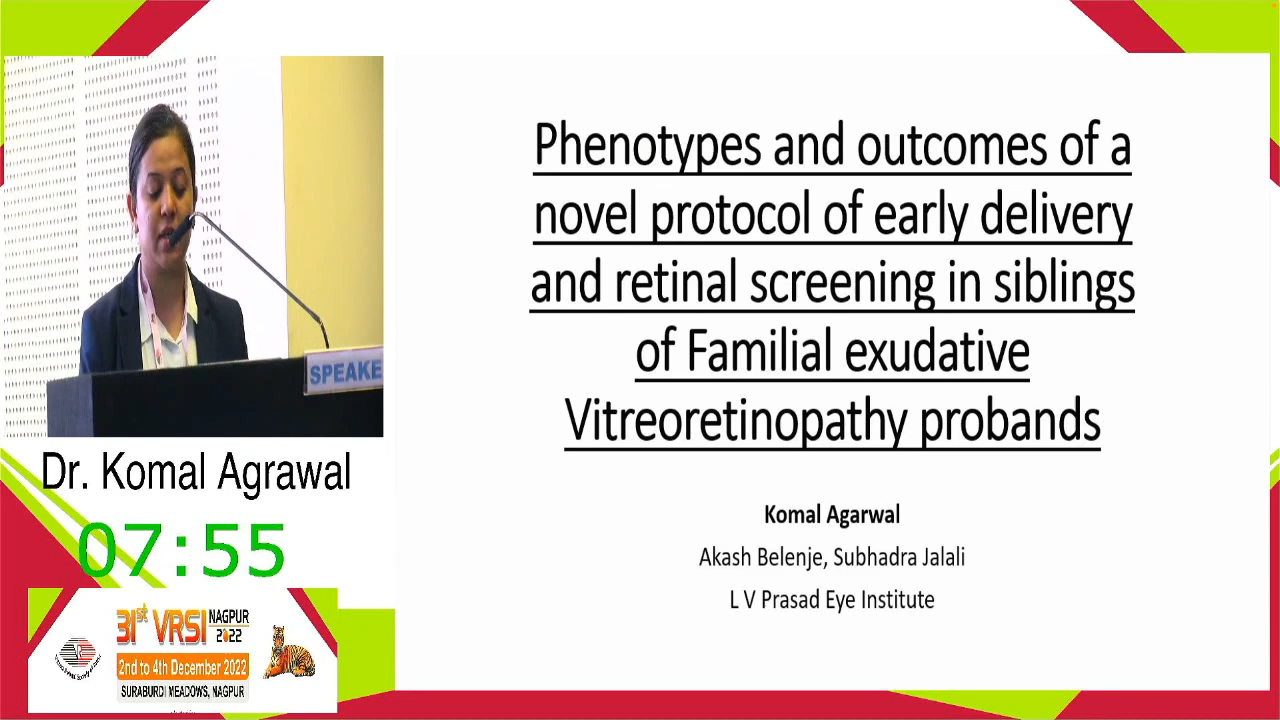 Phenotypes and outcomes of a
novel protocol of early delivery
and retinal screening in siblings
of Familial exudative
Vitreoretinopathy probands
Komal Agarwal
Akash Belenje, Subhadra Jalali
L V Prasad Eye Institute
SPEAKE
Dr. Komal Agrawal
07:55
31st VRSI NAGPUR
2022
2nd to 4th December 2022
SURABURDI MEADOWS, NAGPUR